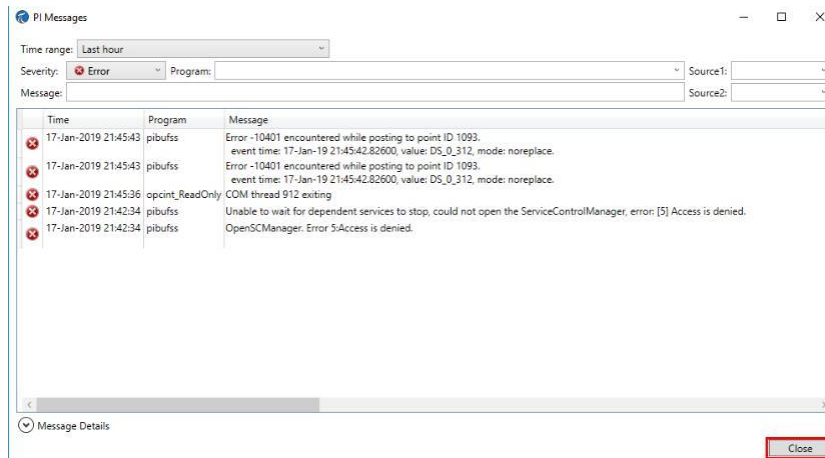 PI Messages
Time range: Last hour
Severity: Error Program: Source1:
Message: Source2:
Time Program Message
17-Jan-2019 21:45:43 pibufss Error -10401 encountered while posting to point ID 1093.
event time: 17-Jan-19 21:45:42.82600, value: DS_0_312, mode: noreplace.
17-Jan-2019 21:45:43 pibufss Error -10401 encountered while posting to point ID 1093.
event time: 17-Jan-19 21:45:42.82600, value: DS_0_312, mode: noreplace.
17-Jan-2019 21:45:36 opcint_ReadOnly COM thread 912 exiting
17-Jan-2019 21:42:34 pibufss Unable to wait for dependent services to stop, could not open the ServiceControlManager, error: [5] Access is denied.
17-Jan-2019 21:42:34 pibufss OpenSCManager. Error 5:Access is denied.
Message Details
Close